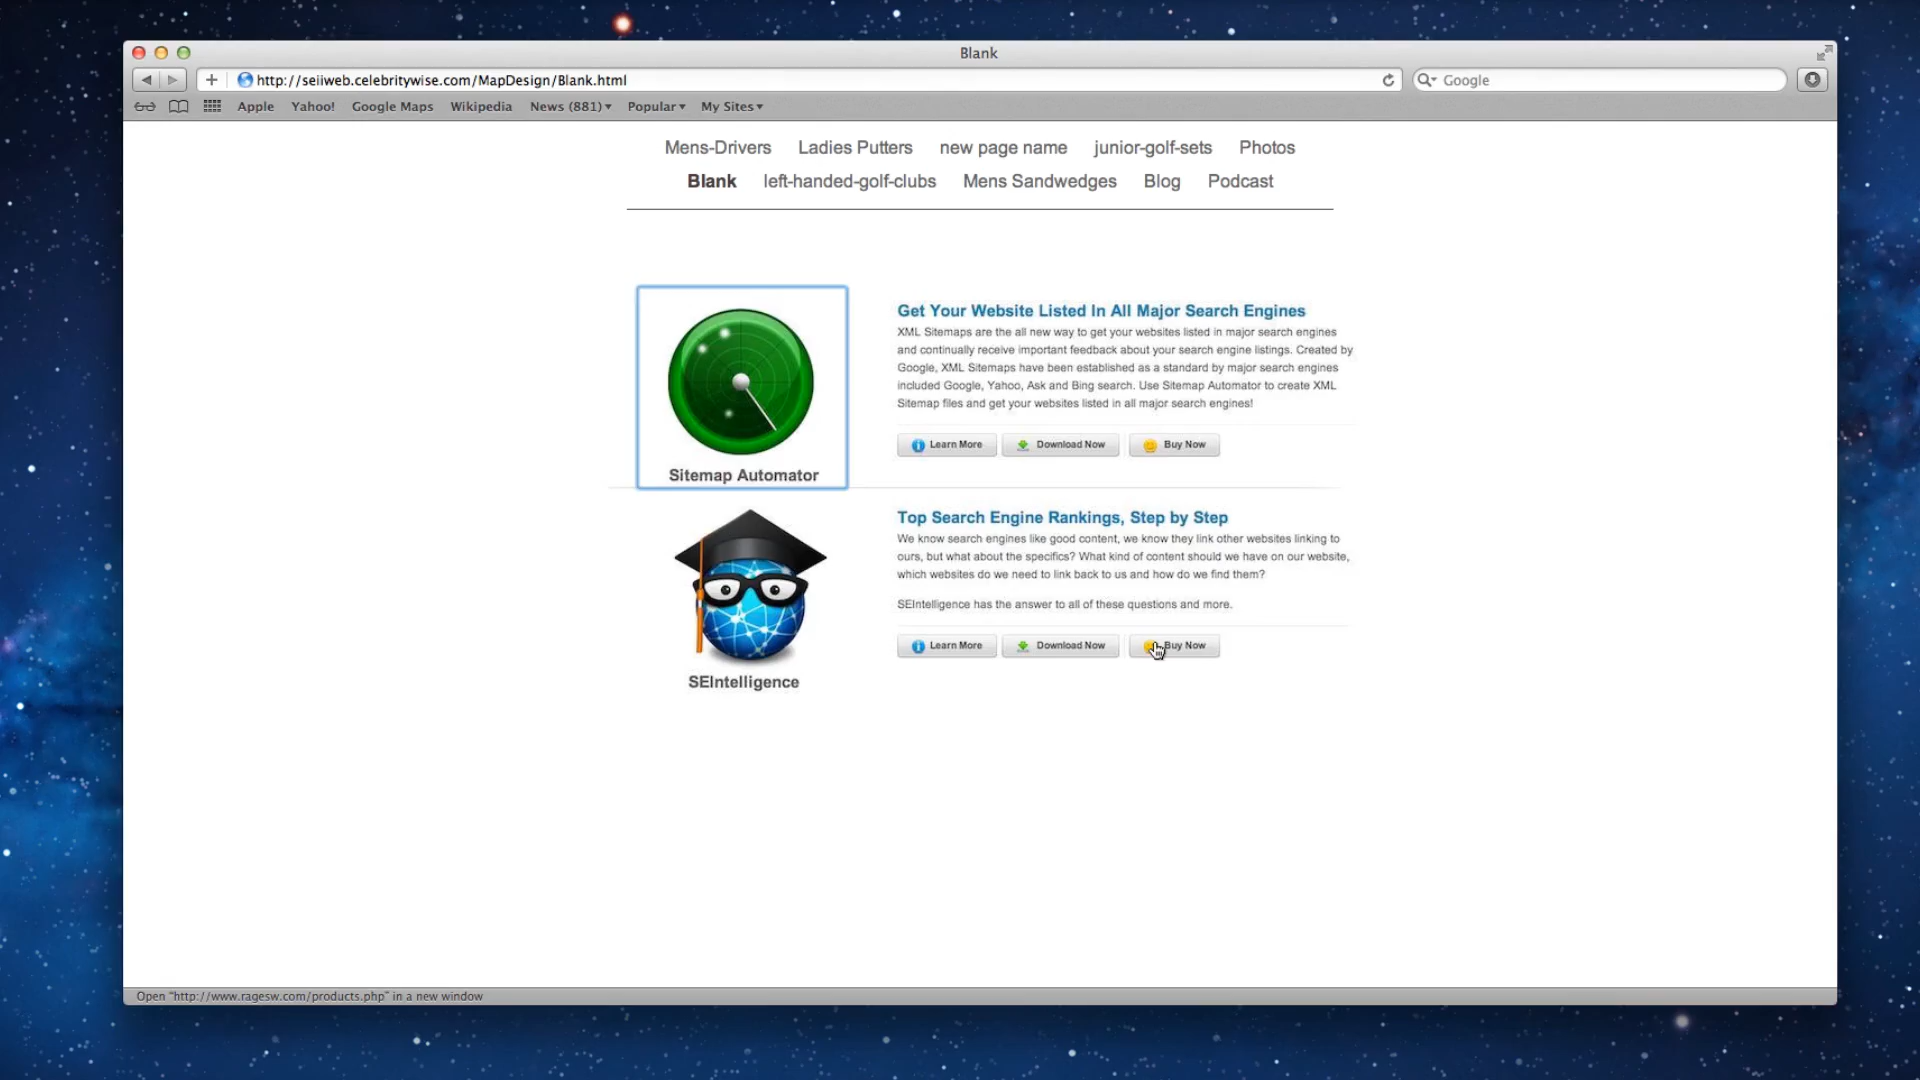 Blank
http://seiiweb.celebritywise.com/MapDesign/Blank.html
Google
Apple Yahoo! Google Maps Wikipedia News (881)▾ Popular▾ My Sites▾
Mens-Drivers Ladies Putters new page name junior-golf-sets Photos
Blank left-handed-golf-clubs Mens Sandwedges Blog Podcast
Sitemap Automator
Get Your Website Listed In All Major Search Engines
XML Sitemaps are the all new way to get your websites listed in major search engines
and continually receive important feedback about your search engine listings. Created by
Google, XML Sitemaps have been established as a standard by major search engines
included Google, Yahoo, Ask and Bing search. Use Sitemap Automator to create XML
Sitemap files and get your websites listed in all major search engines!
Learn More Download Now Buy Now
SEIntelligence
Top Search Engine Rankings, Step by Step
We know search engines like good content, we know they link other websites linking to
ours, but what about the specifics? What kind of content should we have on our website,
which websites do we need to link back to us and how do we find them?
SEIntelligence has the answer to all of these questions and more.
Learn More Download Now Buy Now
Open "http://www.ragesw.com/products.php" in a new window